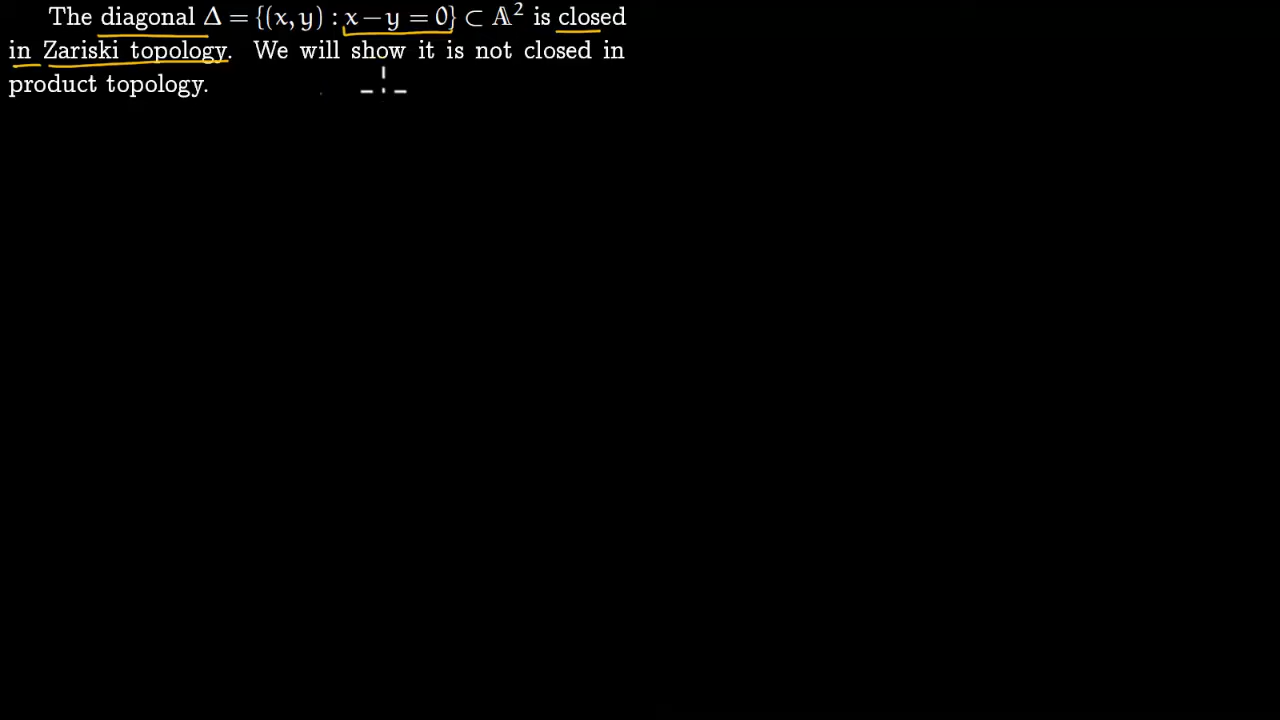 The diagonal Δ = {(x, y) : x−y = 0} ⊂ 𝔸² is closed
in Zariski topology. We will show it is not closed in
product topology.